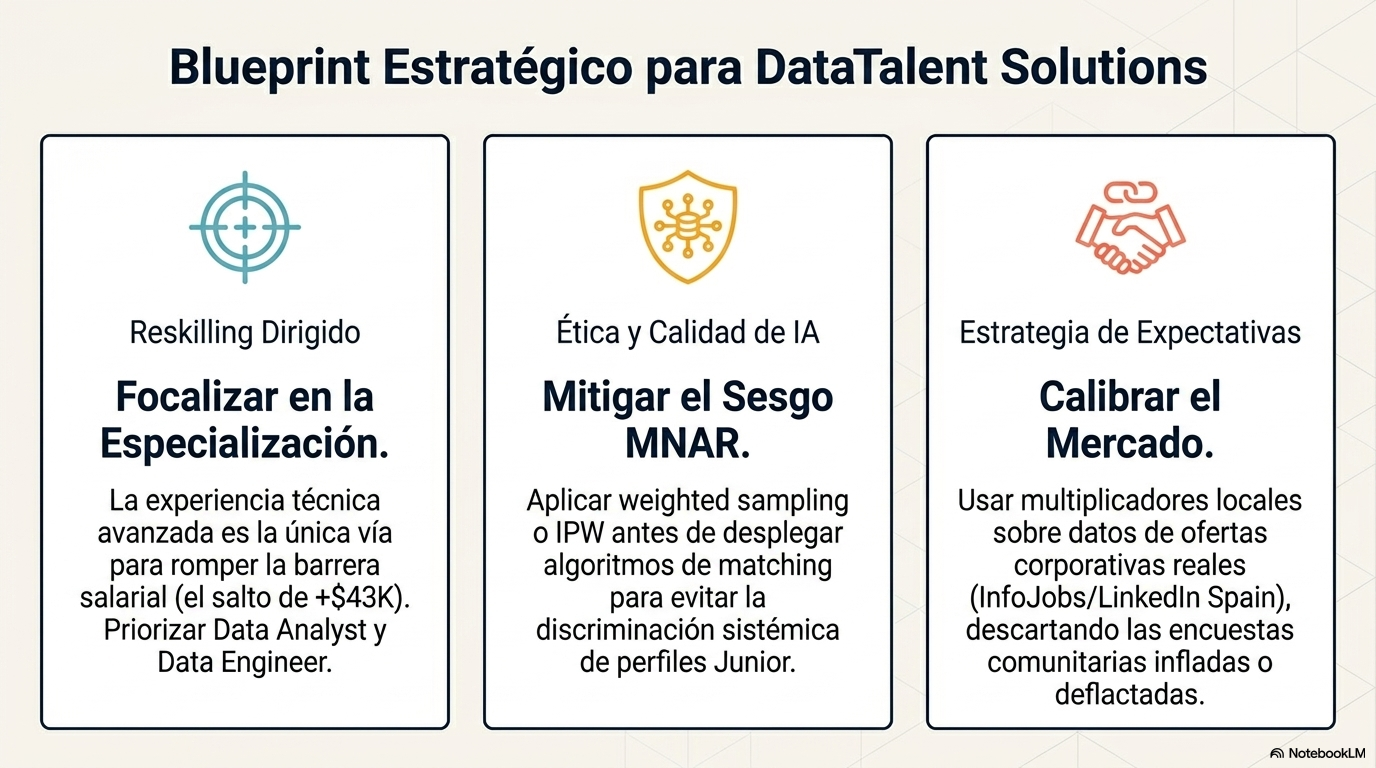 Blueprint Estratégico para DataTalent Solutions
Reskilling Dirigido
Focalizar en la
Especialización.
La experiencia técnica
avanzada es la única vía
para romper la barrera
salarial (el salto de +$43K).
Priorizar Data Analyst y
Data Engineer.
Ética y Calidad de IA
Mitigar el Sesgo
MNAR.
Aplicar weighted sampling
o IPW antes de desplegar
algoritmos de matching
para evitar la
discriminación sistémica
de perfiles Junior.
Estrategia de Expectativas
Calibrar el
Mercado.
Usar multiplicadores locales
sobre datos de ofertas
corporativas reales
(InfoJobs/LinkedIn Spain),
descartando las encuestas
comunitarias infladas o
deflactadas.
NotebookLM